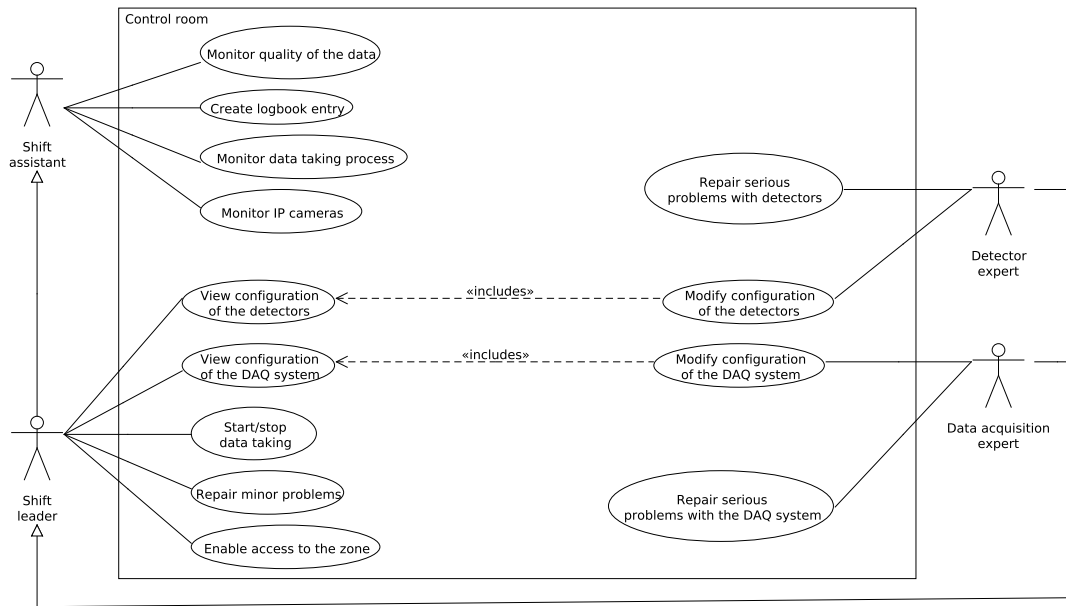 Control room
Monitor quality of the data
Create logbook entry
Monitor data taking process
Monitor IP cameras
Shift
assistant
Repair serious
problems with detectors
Detector
expert
View configuration
of the detectors
«includes»
Modify configuration
of the detectors
View configuration
of the DAQ system
«includes»
Modify configuration
of the DAQ system
Data acquisition
expert
Start/stop
data taking
Repair minor problems
Enable access to the zone
Shift
leader
Repair serious
problems with the DAQ system